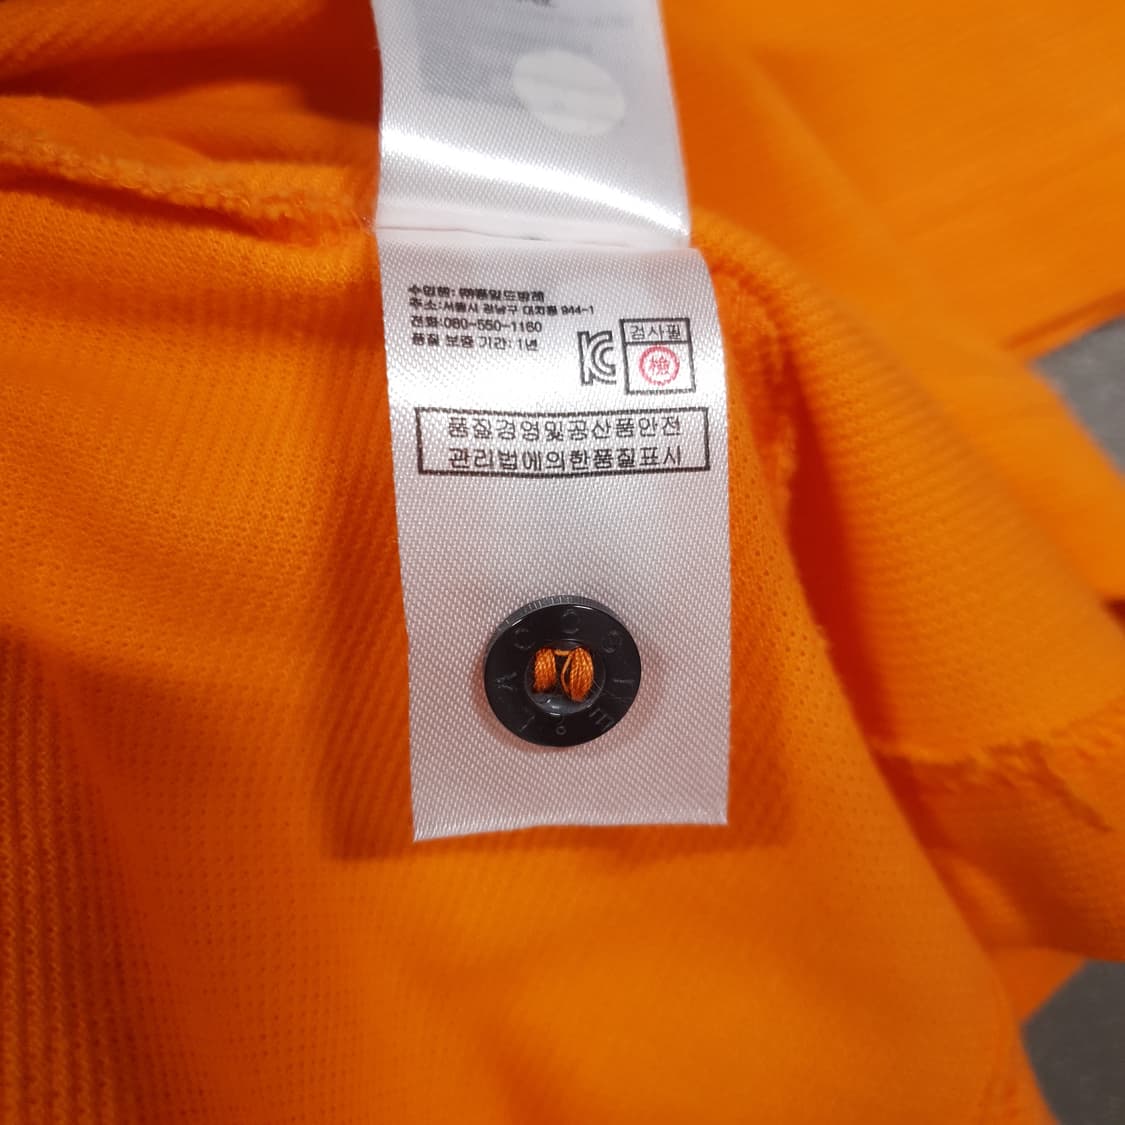 수입원: ㈜동일드방레
주소:서울시 강남구 대치동 944-1
전화:080-550-1160
품질 보증 기간: 1년
검사필
檢
품질경영및공산품안전
관리법에의한품질표시
LACOSTE